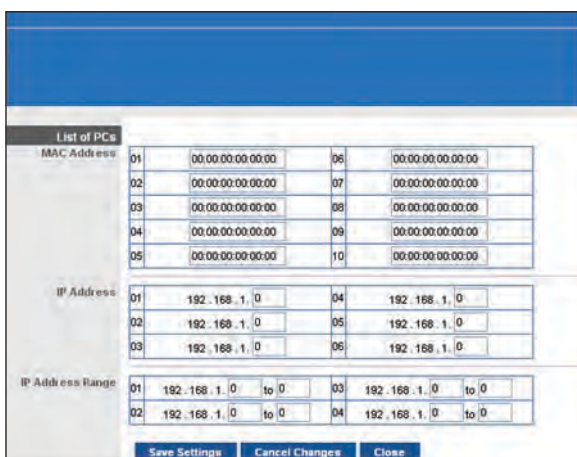 List of PCs
MAC Address
01 00:00:00:00:00:00 06 00:00:00:00:00:00
02 00:00:00:00:00:00 07 00:00:00:00:00:00
03 00:00:00:00:00:00 08 00:00:00:00:00:00
04 00:00:00:00:00:00 09 00:00:00:00:00:00
05 00:00:00:00:00:00 10 00:00:00:00:00:00
IP Address
01 192.168.1. 0 04 192.168.1. 0
02 192.168.1. 0 05 192.168.1. 0
03 192.168.1. 0 06 192.168.1. 0
IP Address Range
01 192.168.1. 0 to 0 03 192.168.1. 0 to 0
02 192.168.1. 0 to 0 04 192.168.1. 0 to 0
Save Settings Cancel Changes Close